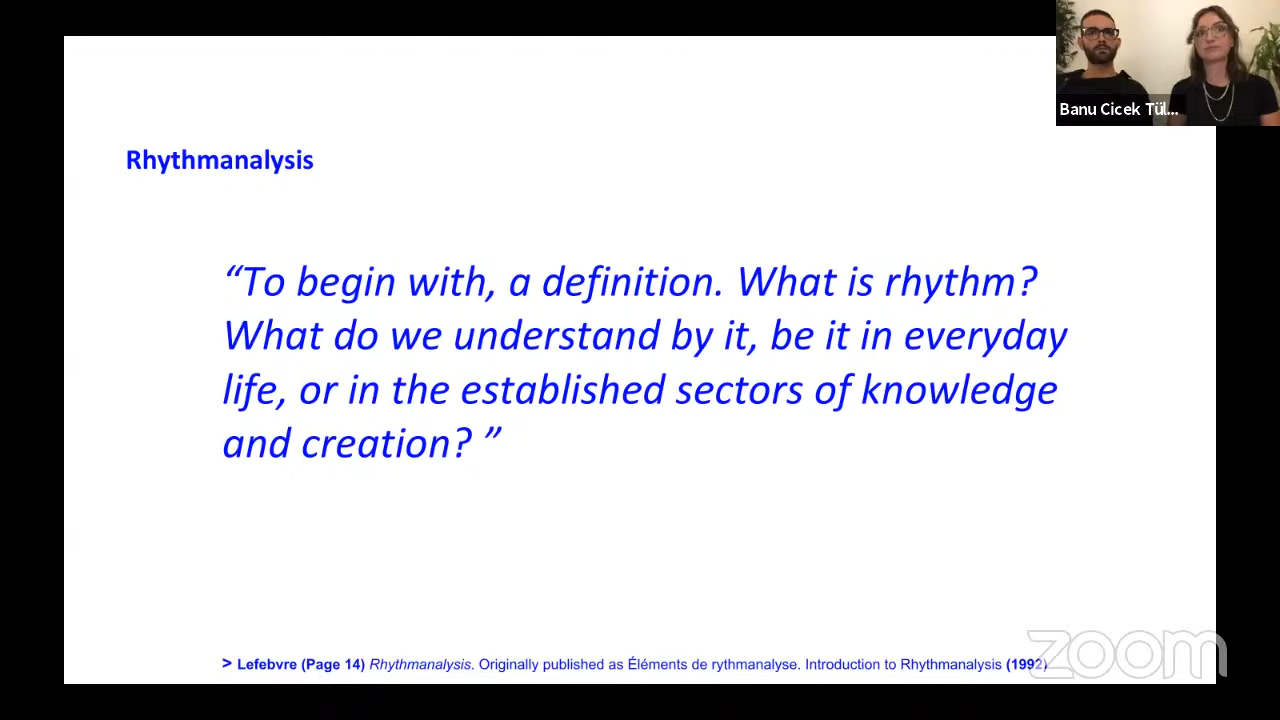 Banu Cicek Tül...
Rhythmanalysis
“To begin with, a definition. What is rhythm?
What do we understand by it, be it in everyday
life, or in the established sectors of knowledge
and creation? ”
> Lefebvre (Page 14) Rhythmanalysis. Originally published as Éléments de rythmanalyse. Introduction to Rhythmanalysis (1992)
zoom